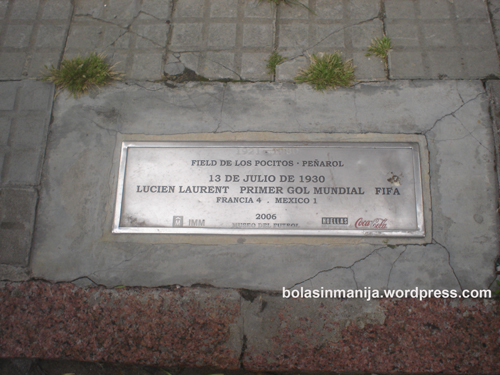 FIELD DE LOS POCITOS - PEÑAROL
13 DE JULIO DE 1930
LUCIEN LAURENT PRIMER GOL MUNDIAL FIFA
FRANCIA 4 . MEXICO 1
2006
IMM
HUELLAS
Coca-Cola
MUSEO DEL FUTBOL
bolasinmanija.wordpress.com